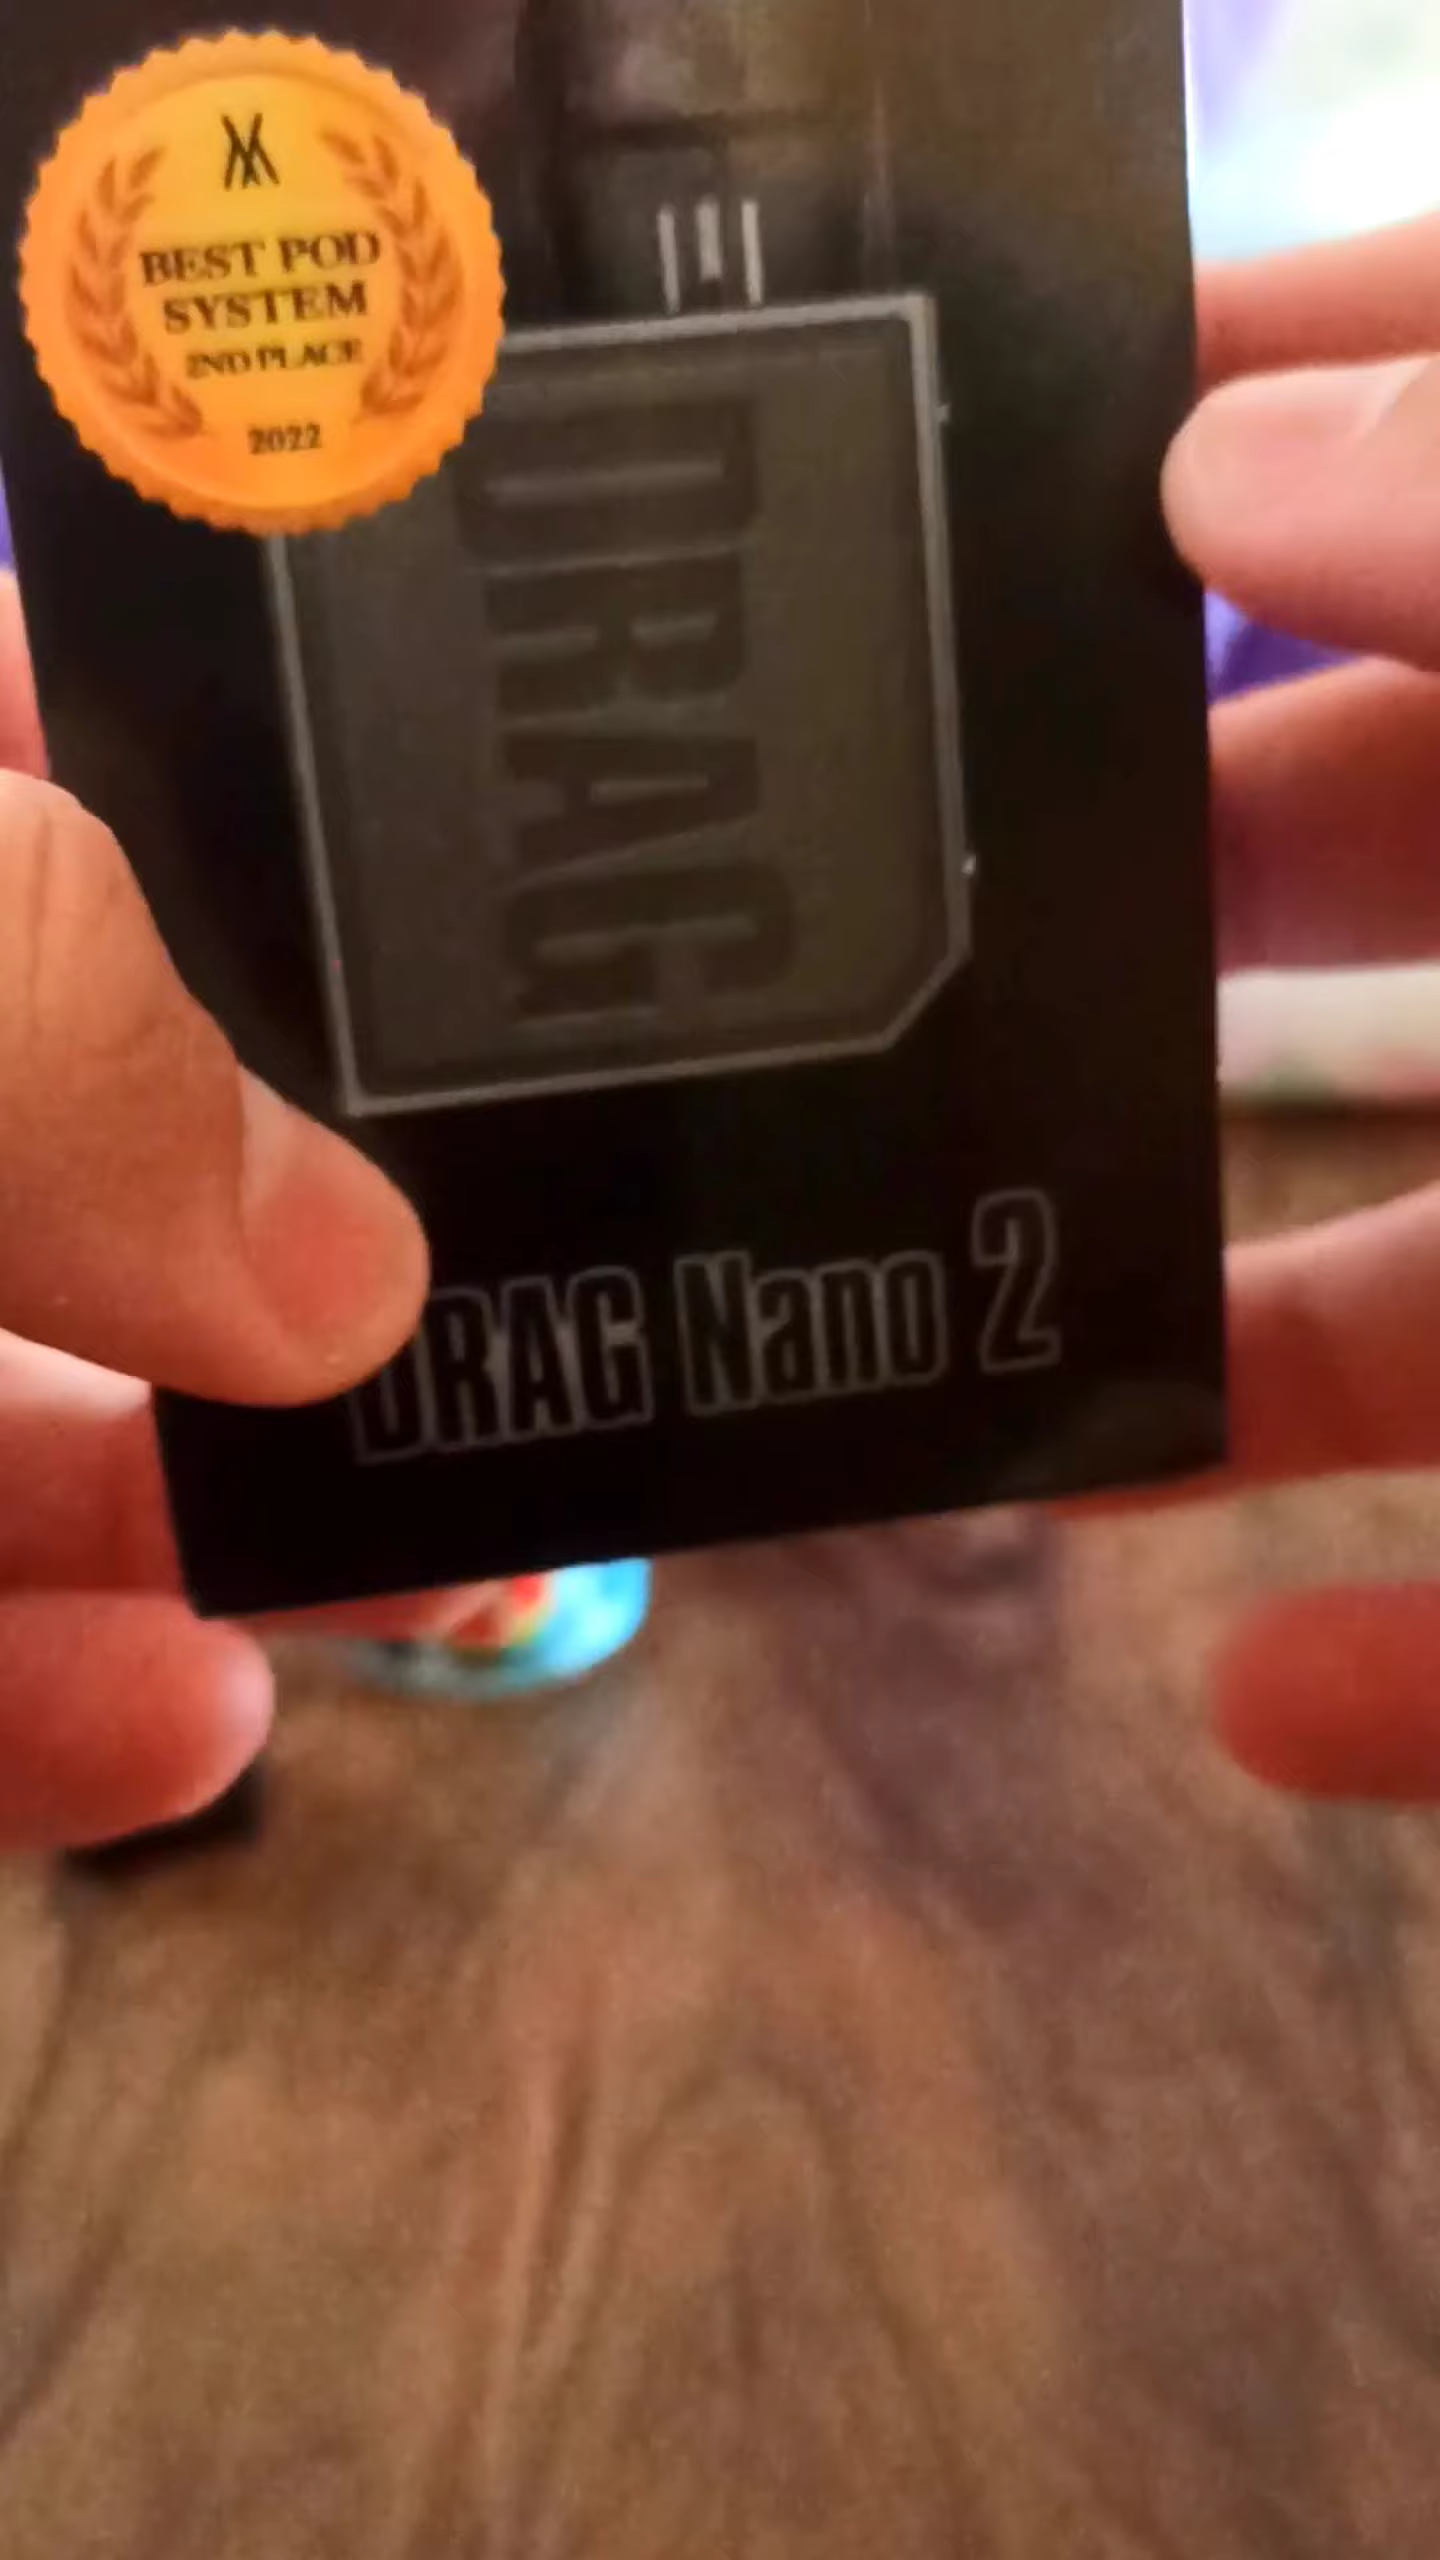 BEST POD
SYSTEM
2ND PLACE
2022
DRAG
DRAG Nano 2